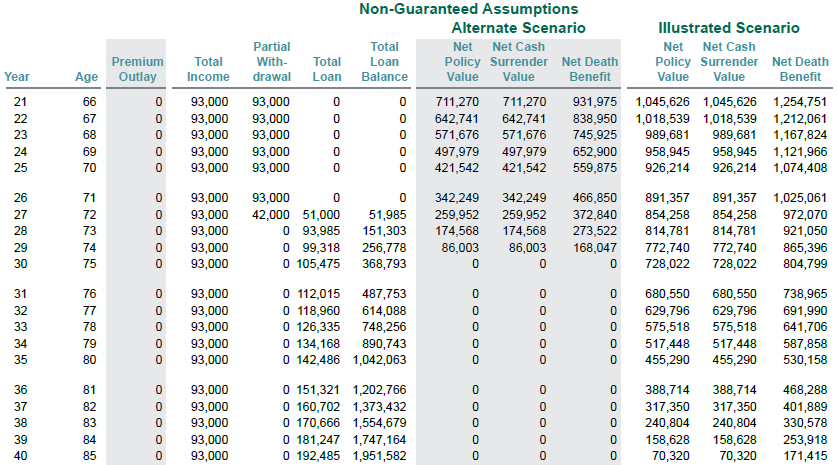 Non-Guaranteed Assumptions
Alternate Scenario Illustrated Scenario
Partial Total Net Net Cash Net Net Cash
Premium Total With- Total Loan Policy Surrender Net Death Policy Surrender Net Death
Year Age Outlay Income drawal Loan Balance Value Value Benefit Value Value Benefit
21 66 0 93,000 93,000 0 0 711,270 711,270 931,975 1,045,626 1,045,626 1,254,751
22 67 0 93,000 93,000 0 0 642,741 642,741 838,950 1,018,539 1,018,539 1,212,061
23 68 0 93,000 93,000 0 0 571,676 571,676 745,925 989,681 989,681 1,167,824
24 69 0 93,000 93,000 0 0 497,979 497,979 652,900 958,945 958,945 1,121,966
25 70 0 93,000 93,000 0 0 421,542 421,542 559,875 926,214 926,214 1,074,408
26 71 0 93,000 93,000 0 0 342,249 342,249 466,850 891,357 891,357 1,025,061
27 72 0 93,000 42,000 51,000 51,985 259,952 259,952 372,840 854,258 854,258 972,070
28 73 0 93,000 0 93,985 151,303 174,568 174,568 273,522 814,781 814,781 921,050
29 74 0 93,000 0 99,318 256,778 86,003 86,003 168,047 772,740 772,740 865,396
30 75 0 93,000 0 105,475 368,793 0 0 0 728,022 728,022 804,799
31 76 0 93,000 0 112,015 487,753 0 0 0 680,550 680,550 738,965
32 77 0 93,000 0 118,960 614,088 0 0 0 629,796 629,796 691,990
33 78 0 93,000 0 126,335 748,256 0 0 0 575,518 575,518 641,706
34 79 0 93,000 0 134,168 890,743 0 0 0 517,448 517,448 587,858
35 80 0 93,000 0 142,486 1,042,063 0 0 0 455,290 455,290 530,158
36 81 0 93,000 0 151,321 1,202,766 0 0 0 388,714 388,714 468,288
37 82 0 93,000 0 160,702 1,373,432 0 0 0 317,350 317,350 401,889
38 83 0 93,000 0 170,666 1,554,679 0 0 0 240,804 240,804 330,578
39 84 0 93,000 0 181,247 1,747,164 0 0 0 158,628 158,628 253,918
40 85 0 93,000 0 192,485 1,951,582 0 0 0 70,320 70,320 171,415